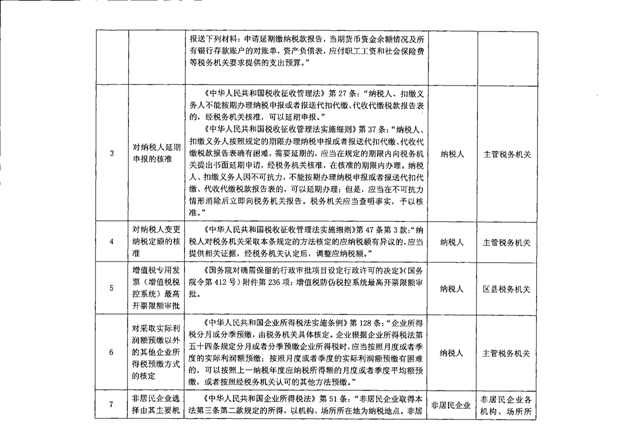 报送下列材料：申请延期缴纳税款报告，当期货币资金余额情况及所
有银行存款账户的对账单，资产负债表，应付职工工资和社会保险费
等税务机关要求提供的支出预算。”
3
对纳税人延期
申报的核准
《中华人民共和国税收征收管理法》第 27 条：“纳税人、扣缴义
务人不能按期办理纳税申报或者报送代扣代缴、代收代缴税款报告表
的，经税务机关核准，可以延期申报。”
《中华人民共和国税收征收管理法实施细则》第 37 条：“纳税人、
扣缴义务人按照规定的期限办理纳税申报或者报送代扣代缴、代收代
缴税款报告表确有困难，需要延期的，应当在规定的期限内向税务机
关提出书面延期申请，经税务机关核准，在核准的期限内办理。纳税
人、扣缴义务人因不可抗力，不能按期办理纳税申报或者报送代扣代
缴、代收代缴税款报告表的，可以延期办理；但是，应当在不可抗力
情形消除后立即向税务机关报告。税务机关应当查明事实，予以核
准。”
纳税人
主管税务机关
4
对纳税人变更
纳税定额的核
准
《中华人民共和国税收征收管理法实施细则》第 47 条第 3 款：“纳
税人对税务机关采取本条规定的方法核定的应纳税额有异议的，应当
提供相关证据，经税务机关认定后，调整应纳税额。”
纳税人
主管税务机关
5
增值税专用发
票（增值税税
控系统）最高
开票限额审批
《国务院对确需保留的行政审批项目设定行政许可的决定》（国务
院令第 412 号）附件第 236 项：增值税防伪税控系统最高开票限额审
批。
纳税人
区县税务机关
6
对采取实际利
润额预缴以外
的其他企业所
得税预缴方式
的核定
《中华人民共和国企业所得税法实施条例》第 128 条：“企业所得
税分月或分季预缴，由税务机关具体核定。企业根据企业所得税法第
五十四条规定分月或者分季预缴企业所得税时，应当按照月度或者季
度的实际利润额预缴；按照月度或者季度的实际利润额预缴有困难
的，可以按照上一纳税年度应纳税所得额的月度或者季度平均额预
缴，或者按照经税务机关认可的其他方法预缴。”
纳税人
主管税务机关
7
非居民企业选
择由其主要机
《中华人民共和国企业所得税法》第 51 条：“非居民企业取得本
法第三条第二款规定的所得，以机构、场所所在地为纳税地点。非居
非居民企业
非居民企业各
机构、场所所